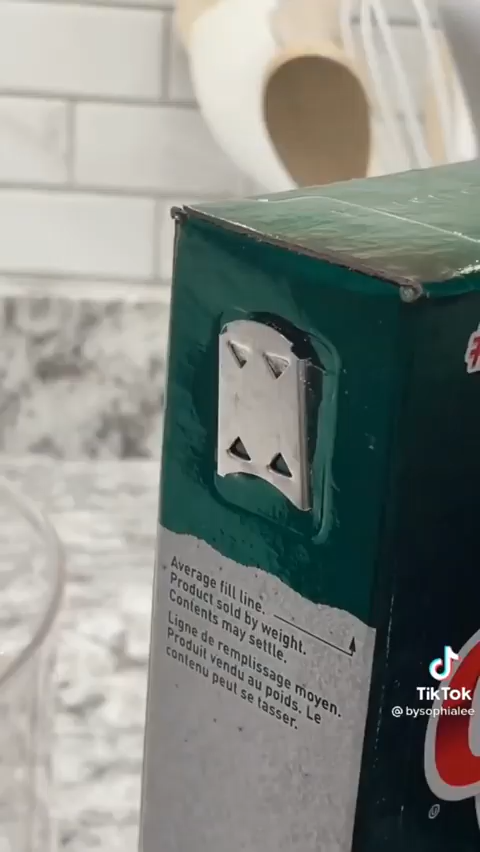 Average fill line.
Product sold by weight.
Contents may settle.
Ligne de remplissage moyen.
Produit vendu au poids. Le
contenu peut se tasser.
TikTok
@bysophialee